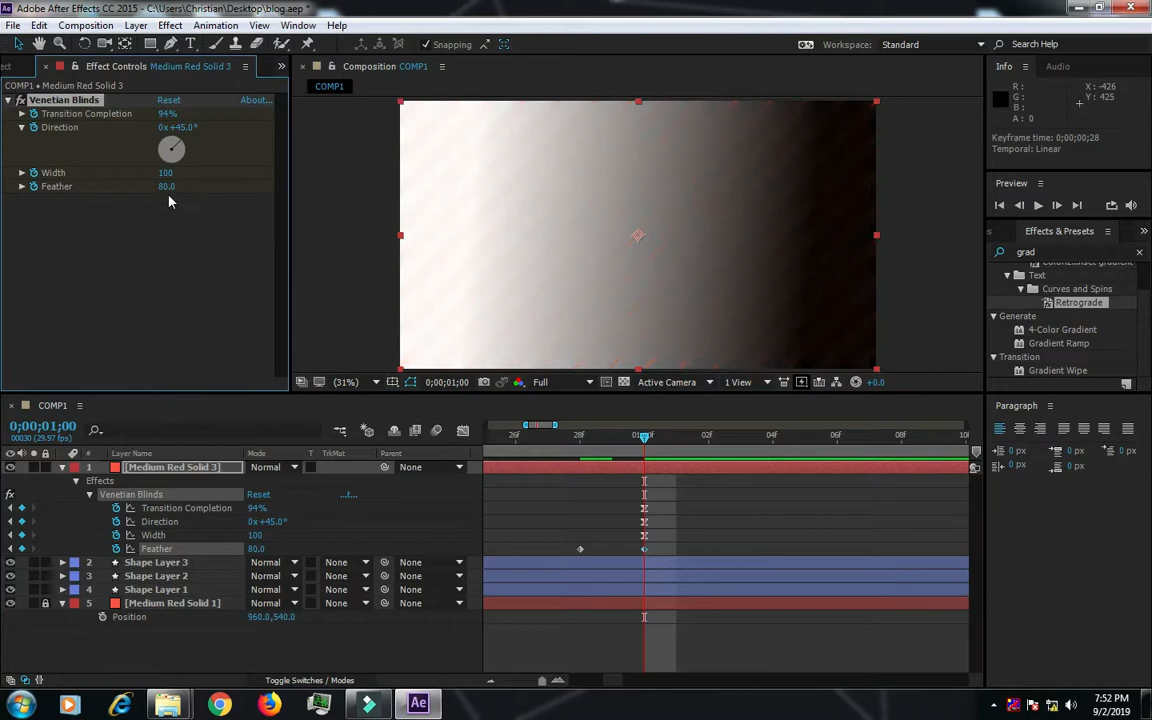 Adobe After Effects CC 2015 - C:\Users\Christian\Desktop\blog.aep *
File Edit Composition Layer Effect Animation View Window Help
Snapping
Workspace: Standard
Search Help
Effect Controls Medium Red Solid 3
COMP1 • Medium Red Solid 3
fx Venetian Blinds Reset About...
Transition Completion 94%
Direction 0x+45.0°
Width 100
Feather 80.0
Composition COMP1
COMP1
(31%) 0;00;01;00 Full Active Camera 1 View +0.0
Info Audio
R : X : -426
G : Y : 425
B :
A : 0
Keyframe time: 0;00;00;28
Temporal: Linear
Preview
Effects & Presets
grad
Text
Curves and Spins
Retrograde
Generate
4-Color Gradient
Gradient Ramp
Transition
Gradient Wipe
Paragraph
0 px 0 px 0 px
0 px 0 px
COMP1
0;00;01;00
00030 (29.97 fps)
# Layer Name Mode T TrkMat Parent
26f 28f 02f 04f 06f 08f 10
1 [Medium Red Solid 3] Normal None
Effects
fx Venetian Blinds Reset
Transition Completion 94%
Direction 0x+45.0°
Width 100
Feather 80.0
2 Shape Layer 3 Normal None None
3 Shape Layer 2 Normal None None
4 Shape Layer 1 Normal None None
5 [Medium Red Solid 1] Normal None None
Position 960.0,540.0
Toggle Switches / Modes
Ae
7:52 PM
9/2/2019